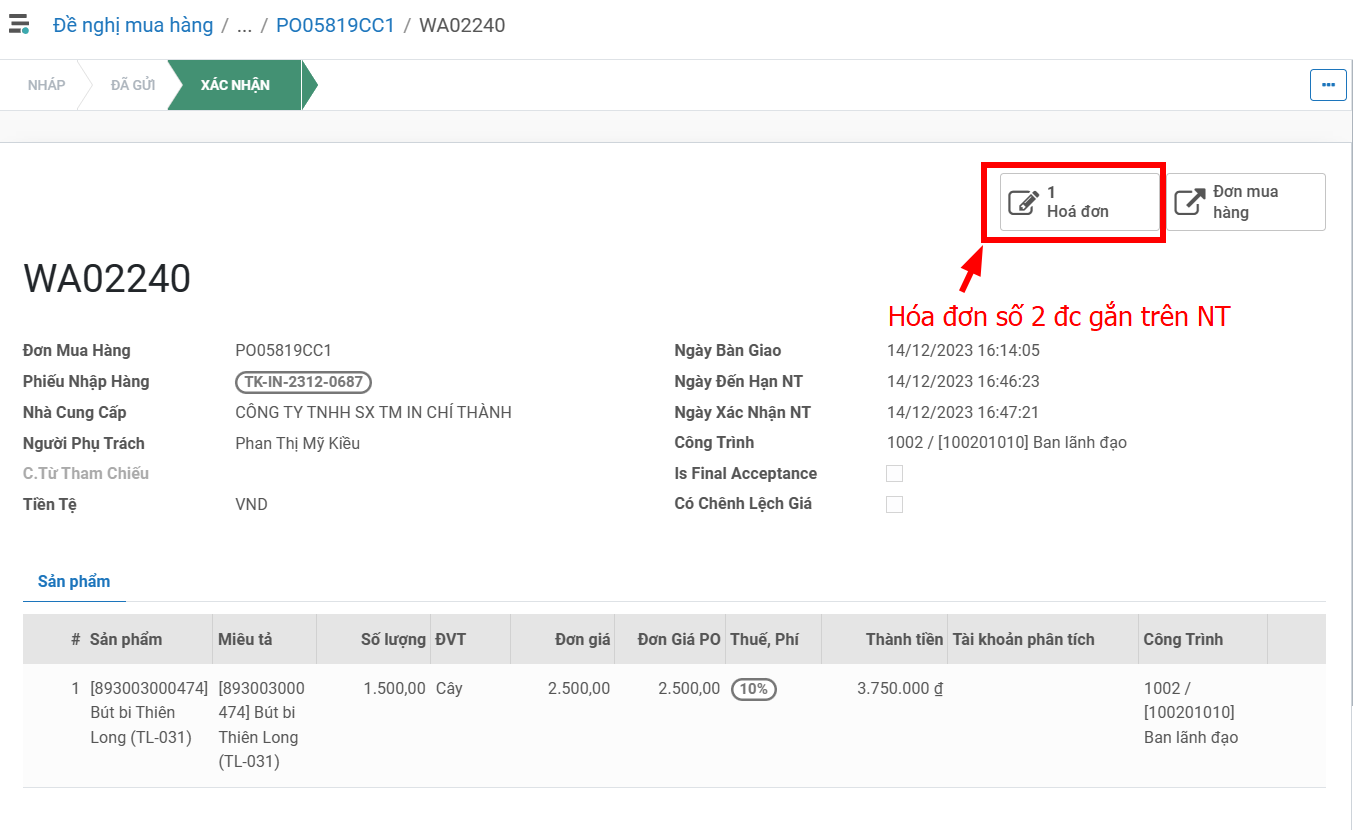 Đề nghị mua hàng / ... / PO05819CC1 / WA02240
NHÁP ĐÃ GỬI XÁC NHẬN
1
Hoá đơn
Đơn mua
hàng
WA02240
Hóa đơn số 2 đc gắn trên NT
Đơn Mua Hàng PO05819CC1
Phiếu Nhập Hàng TK-IN-2312-0687
Nhà Cung Cấp CÔNG TY TNHH SX TM IN CHÍ THÀNH
Người Phụ Trách Phan Thị Mỹ Kiều
C.Từ Tham Chiếu
Tiền Tệ VND
Ngày Bàn Giao 14/12/2023 16:14:05
Ngày Đến Hạn NT 14/12/2023 16:46:23
Ngày Xác Nhận NT 14/12/2023 16:47:21
Công Trình 1002 / [100201010] Ban lãnh đạo
Is Final Acceptance
Có Chênh Lệch Giá
Sản phẩm
# Sản phẩm Miêu tả Số lượng ĐVT Đơn giá Đơn Giá PO Thuế, Phí Thành tiền Tài khoản phân tích Công Trình
1 [893003000474] [893003000 1.500,00 Cây 2.500,00 2.500,00 10% 3.750.000 ₫ 1002 /
Bút bi Thiên 474] Bút bi [100201010]
Long (TL-031) Thiên Long Ban lãnh đạo
(TL-031)